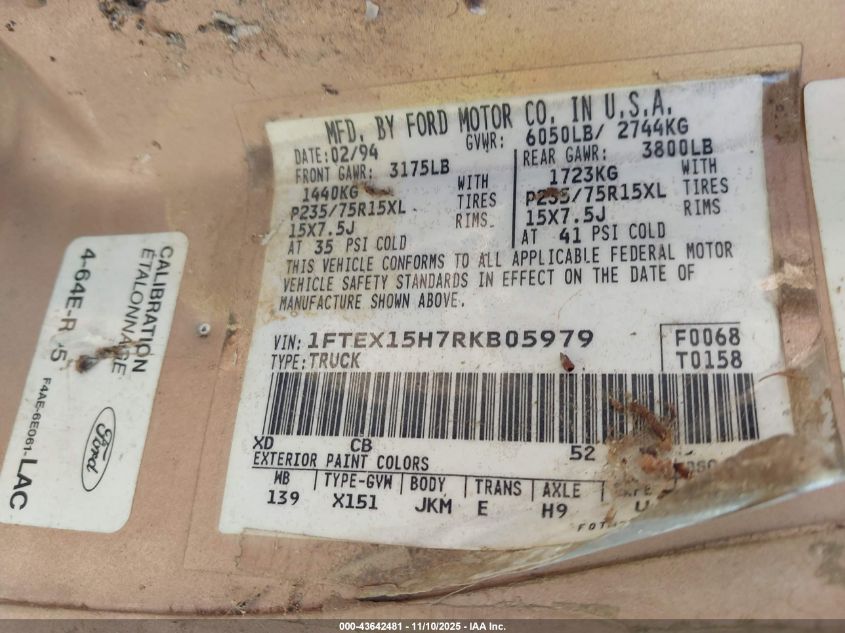 MFD. BY FORD MOTOR CO. IN U.S.A.
DATE: 02/94 GVWR: 6050LB/ 2744KG
FRONT GAWR: 3175LB
1440KG WITH
P235/75R15XL TIRES
15X7.5J RIMS.
AT 35 PSI COLD
REAR GAWR: 3800LB
1723KG WITH
P235/75R15XL TIRES
15X7.5J RIMS
AT 41 PSI COLD
THIS VEHICLE CONFORMS TO ALL APPLICABLE FEDERAL MOTOR
VEHICLE SAFETY STANDARDS IN EFFECT ON THE DATE OF
MANUFACTURE SHOWN ABOVE.
VIN: 1FTEX15H7RKB05979 F0068
TYPE: TRUCK T0158
XD CB 52
EXTERIOR PAINT COLORS
WB TYPE-GVW BODY TRANS AXLE
139 X151 JKM E H9
CALIBRATION
ÉTALONNAGE
4-64E-R
Ford
F4AE-6E061-LAC
000-43642481 - 11/10/2025 - IAA Inc.